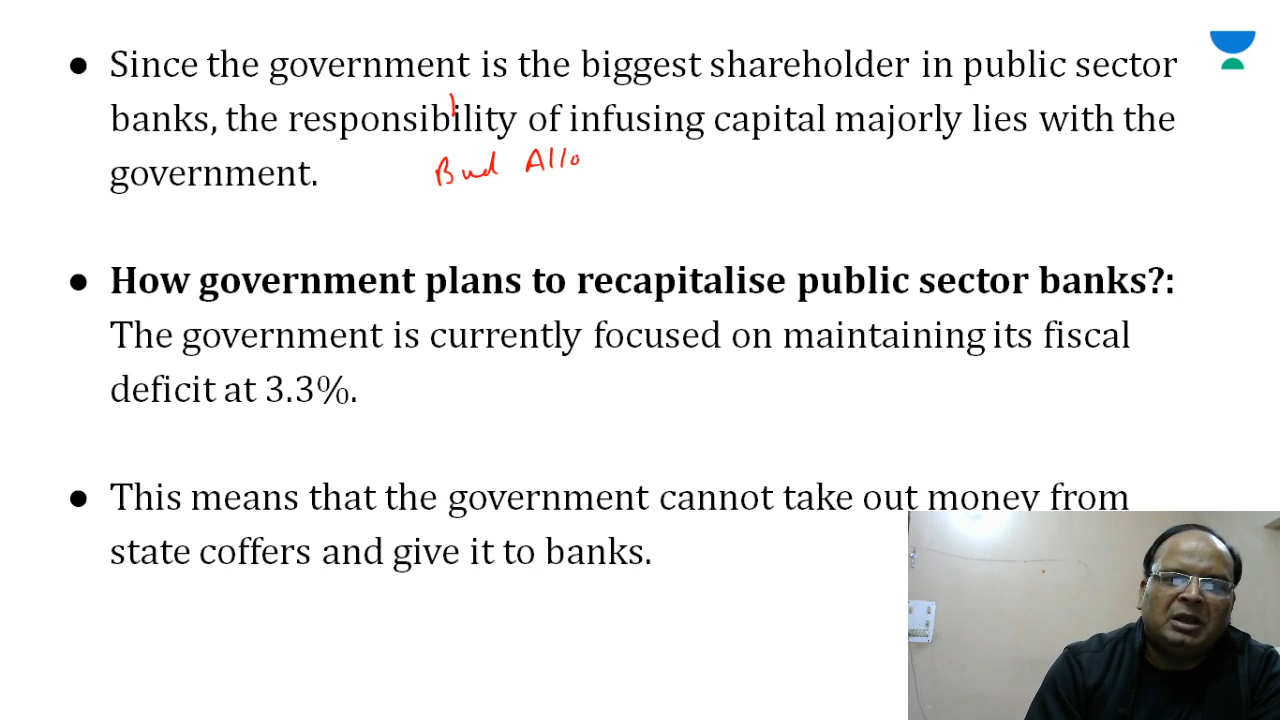 ● Since the government is the biggest shareholder in public sector
banks, the responsibility of infusing capital majorly lies with the
government.
Bud Allo
● How government plans to recapitalise public sector banks?:
The government is currently focused on maintaining its fiscal
deficit at 3.3%.
● This means that the government cannot take out money from
state coffers and give it to banks.